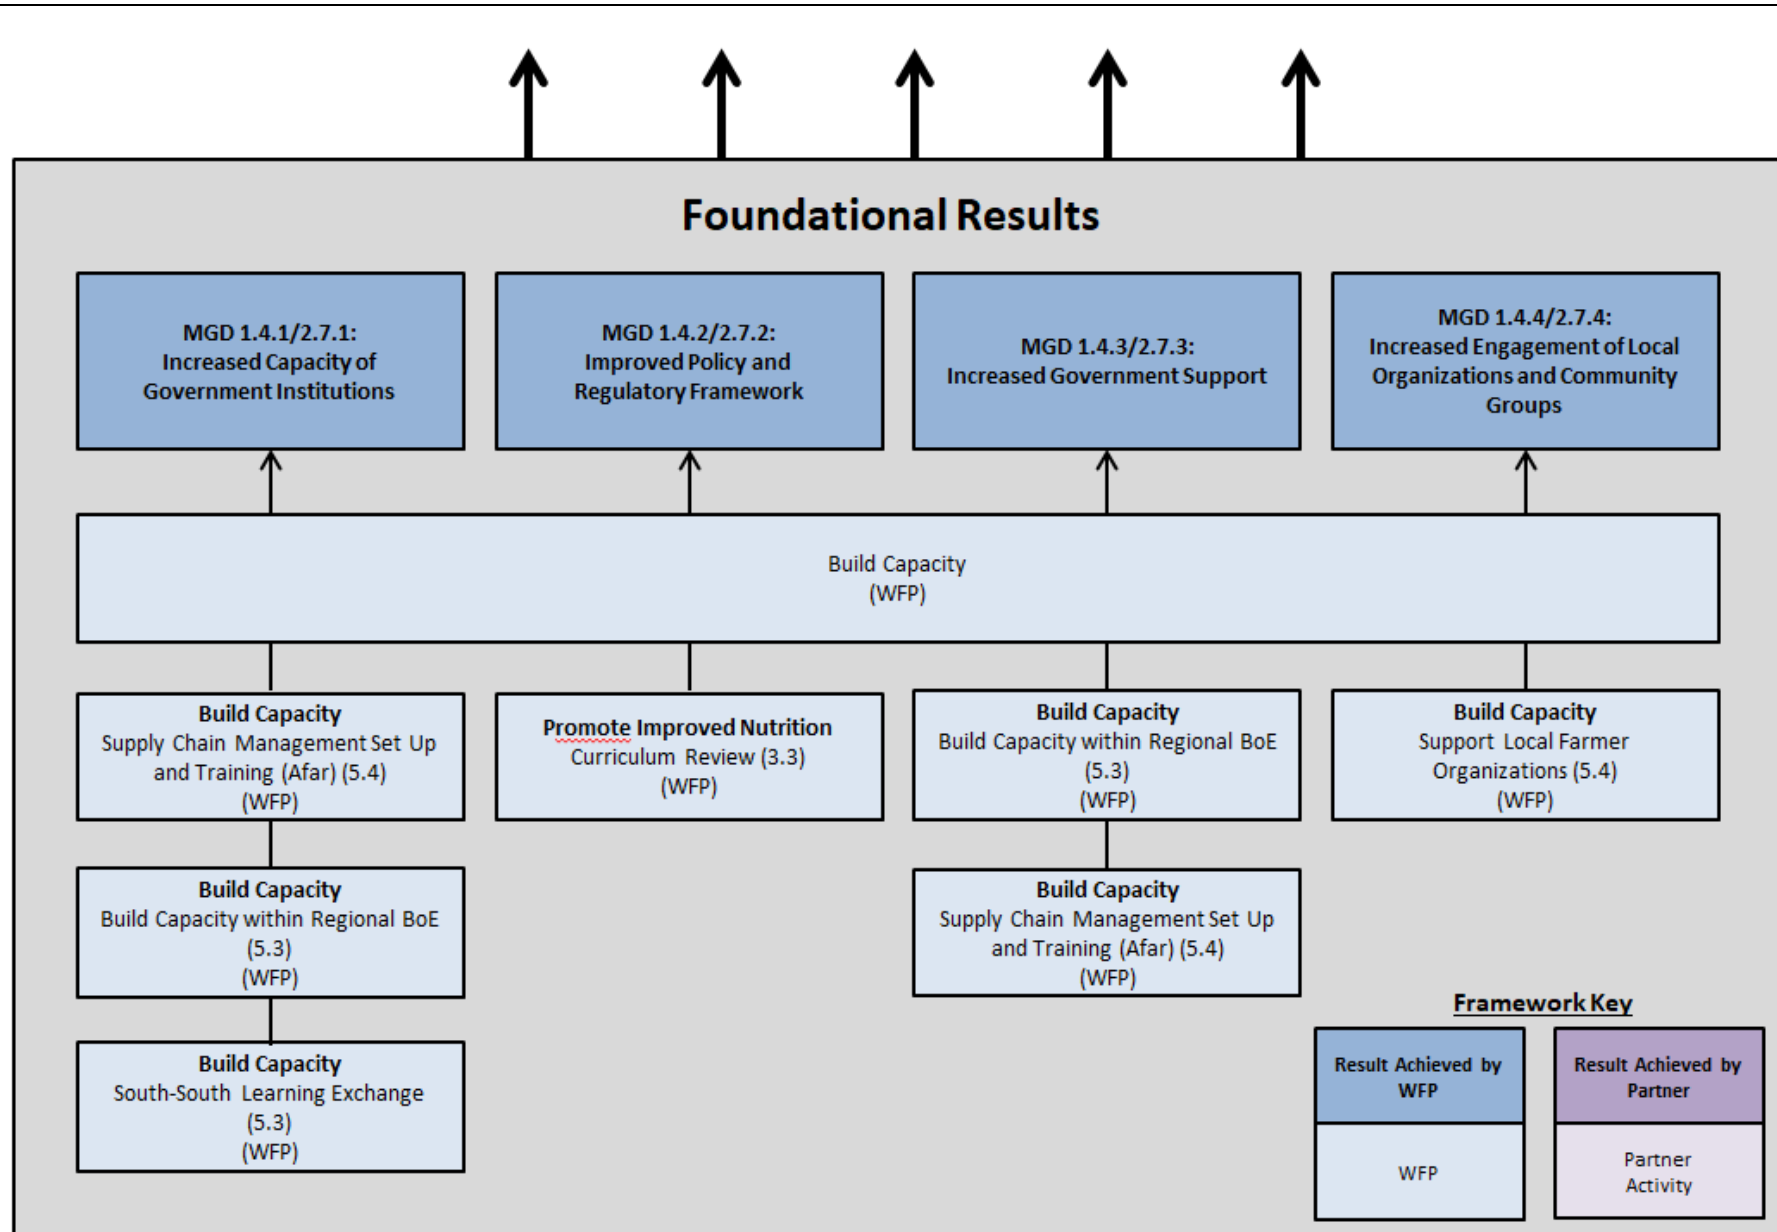 Foundational Results
MGD 1.4.1/2.7.1:
Increased Capacity of
Government Institutions
MGD 1.4.2/2.7.2:
Improved Policy and
Regulatory Framework
MGD 1.4.3/2.7.3:
Increased Government Support
MGD 1.4.4/2.7.4:
Increased Engagement of Local
Organizations and Community
Groups
Build Capacity
(WFP)
Build Capacity
Supply Chain Management Set Up
and Training (Afar) (5.4)
(WFP)
Promote Improved Nutrition
Curriculum Review (3.3)
(WFP)
Build Capacity
Build Capacity within Regional BoE
(5.3)
(WFP)
Build Capacity
Support Local Farmer
Organizations (5.4)
(WFP)
Build Capacity
Build Capacity within Regional BoE
(5.3)
(WFP)
Build Capacity
Supply Chain Management Set Up
and Training (Afar) (5.4)
(WFP)
Build Capacity
South-South Learning Exchange
(5.3)
(WFP)
Framework Key
Result Achieved by
WFP
Result Achieved by
Partner
WFP
Partner
Activity